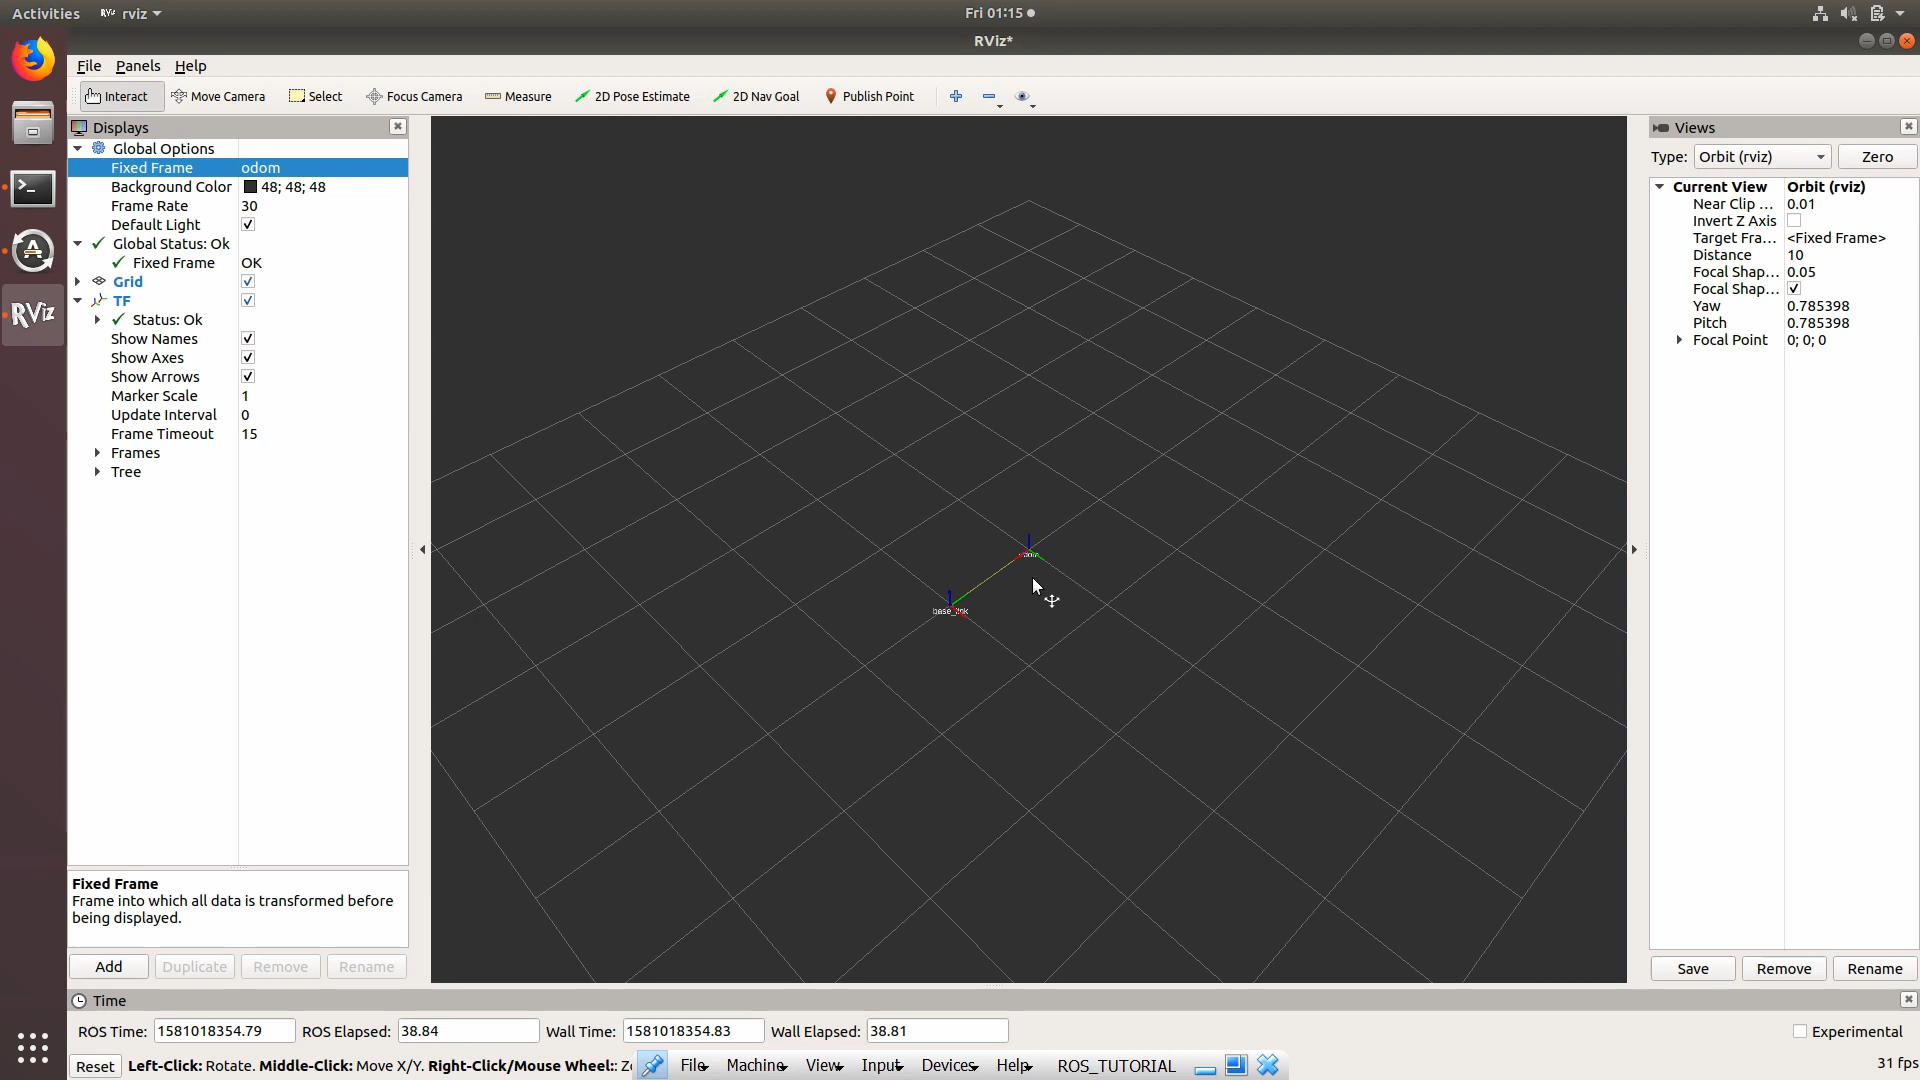 Activities
RViz rviz
Fri 01:15
RViz*
File Panels Help
Interact Move Camera Select Focus Camera Measure 2D Pose Estimate 2D Nav Goal Publish Point
Displays
Global Options
Fixed Frame odom
Background Color 48; 48; 48
Frame Rate 30
Default Light
Global Status: Ok
Fixed Frame OK
Grid
TF
Status: Ok
Show Names
Show Axes
Show Arrows
Marker Scale 1
Update Interval 0
Frame Timeout 15
Frames
Tree
Fixed Frame
Frame into which all data is transformed before
being displayed.
Add Duplicate Remove Rename
RViz
Views
Type: Orbit (rviz) Zero
Current View Orbit (rviz)
Near Clip ... 0.01
Invert Z Axis
Target Fra... <Fixed Frame>
Distance 10
Focal Shap... 0.05
Focal Shap...
Yaw 0.785398
Pitch 0.785398
Focal Point 0; 0; 0
Save Remove Rename
Time
ROS Time: 1581018354.79 ROS Elapsed: 38.84 Wall Time: 1581018354.83 Wall Elapsed: 38.81 Experimental
Reset Left-Click: Rotate. Middle-Click: Move X/Y. Right-Click/Mouse Wheel:: Zo
File Machine View Input Devices Help ROS_TUTORIAL
31 fps